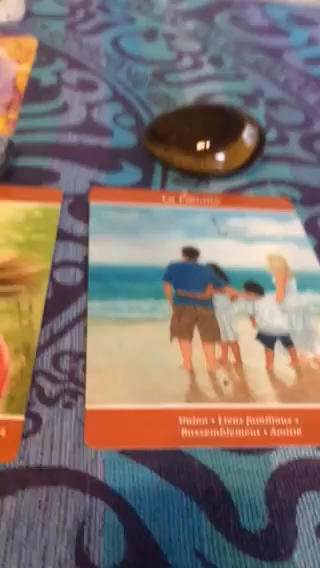 La Famille
Union • Liens familiaux •
Rassemblement • Amitié